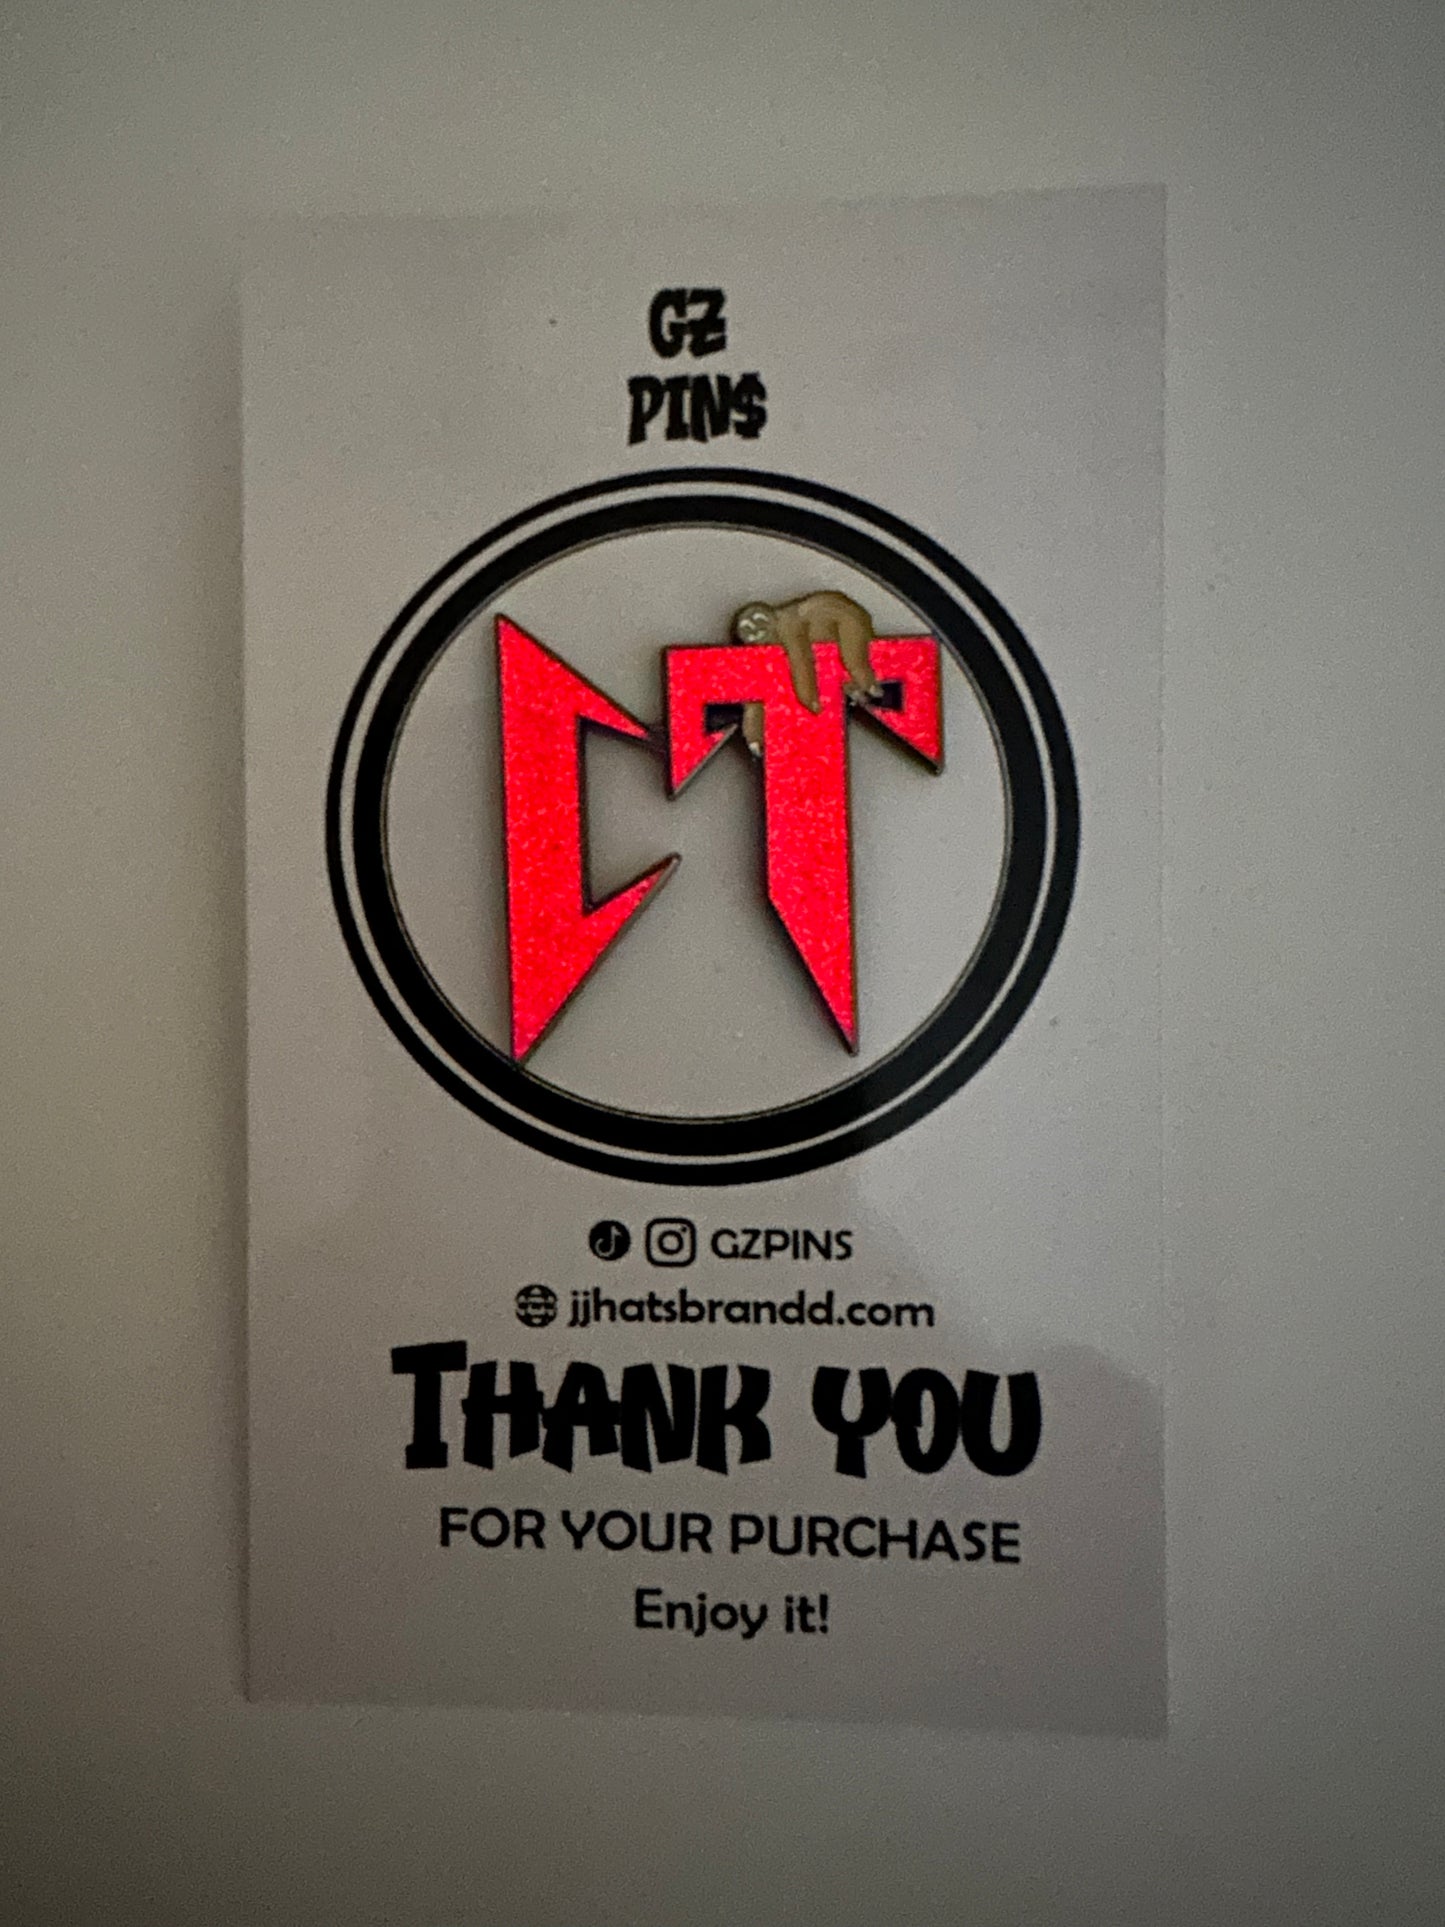 GZ
PIN$
CT
GZPINS
jjhatsbrandd.com
THANK YOU
FOR YOUR PURCHASE
Enjoy it!